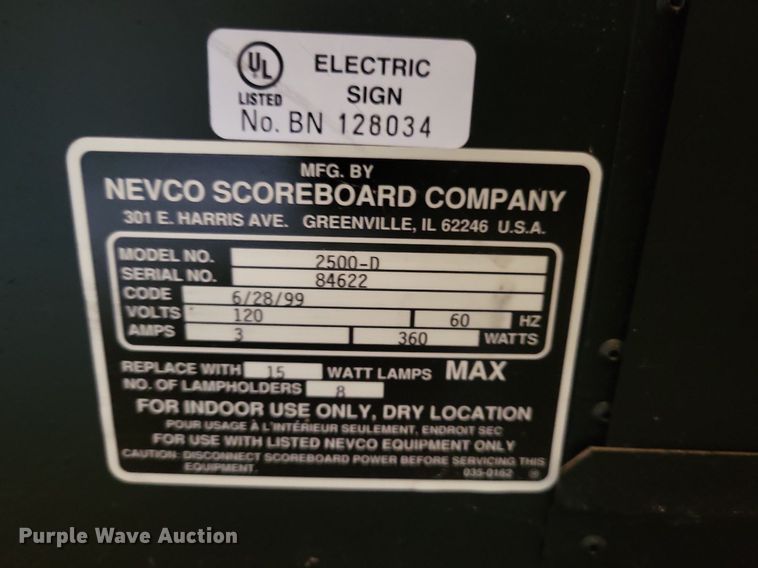 UL
LISTED
ELECTRIC
SIGN
No. BN 128034
MFG. BY
NEVCO SCOREBOARD COMPANY
301 E. HARRIS AVE. GREENVILLE, IL 62246 U.S.A.
MODEL NO. 2500-D
SERIAL NO. 84622
CODE 6/28/99
VOLTS 120 60 HZ
AMPS 3 360 WATTS
REPLACE WITH 15 WATT LAMPS MAX
NO. OF LAMPHOLDERS 8
FOR INDOOR USE ONLY, DRY LOCATION
POUR USAGE À L'INTÉRIEUR SEULEMENT, ENDROIT SEC
FOR USE WITH LISTED NEVCO EQUIPMENT ONLY
CAUTION: DISCONNECT SCOREBOARD POWER BEFORE SERVICING THIS
EQUIPMENT. 035-0162
Purple Wave Auction